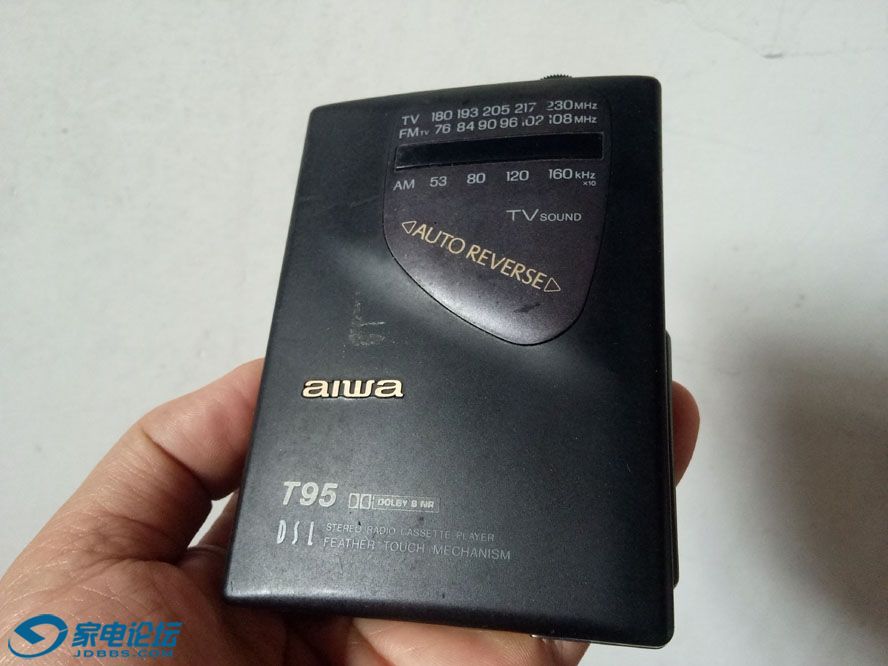 TV 180 193 205 217 230 MHz
FM TV 76 84 90 96 102 108 MHz
AM 53 80 120 160 kHz
x10
TV SOUND
◁AUTO REVERSE▷
aiwa
T95 DOLBY B NR
DSL STEREO RADIO CASSETTE PLAYER
FEATHER TOUCH MECHANISM
家电论坛
JDBBS.COM